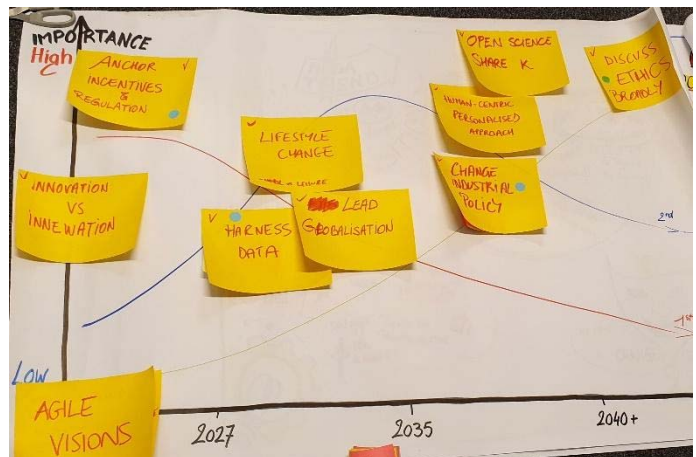 IMPORTANCE
High
ANCHOR
INCENTIVES
&
REGULATION
OPEN SCIENCE
SHARE K
DISCUSS
ETHICS
BROADLY
HUMAN-CENTRIC
PERSONALISED
APPROACH
LIFESTYLE
CHANGE
INNOVATION
VS
INNEWATION
CHANGE
INDUSTRIAL
POLICY
LEAD
GLOBALISATION
HARNESS
DATA
2nd
1st
LOW
AGILE
VISIONS
2027
2035
2040+